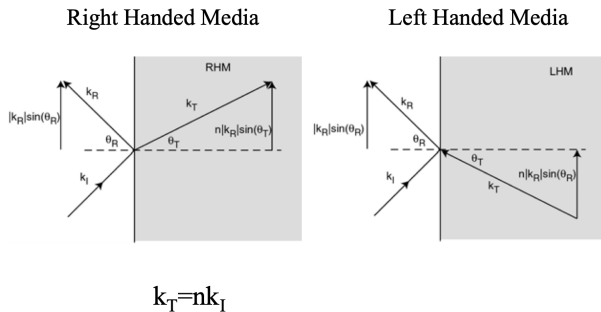 Right Handed Media
Left Handed Media
RHM
k_R
k_T
|k_R|sin(θ_R)
n|k_R|sin(θ_T)
θ_R
θ_T
k_I
LHM
k_R
|k_R|sin(θ_R)
θ_R
θ_T
n|k_R|sin(θ_R)
k_T
k_I
k_T=nk_I